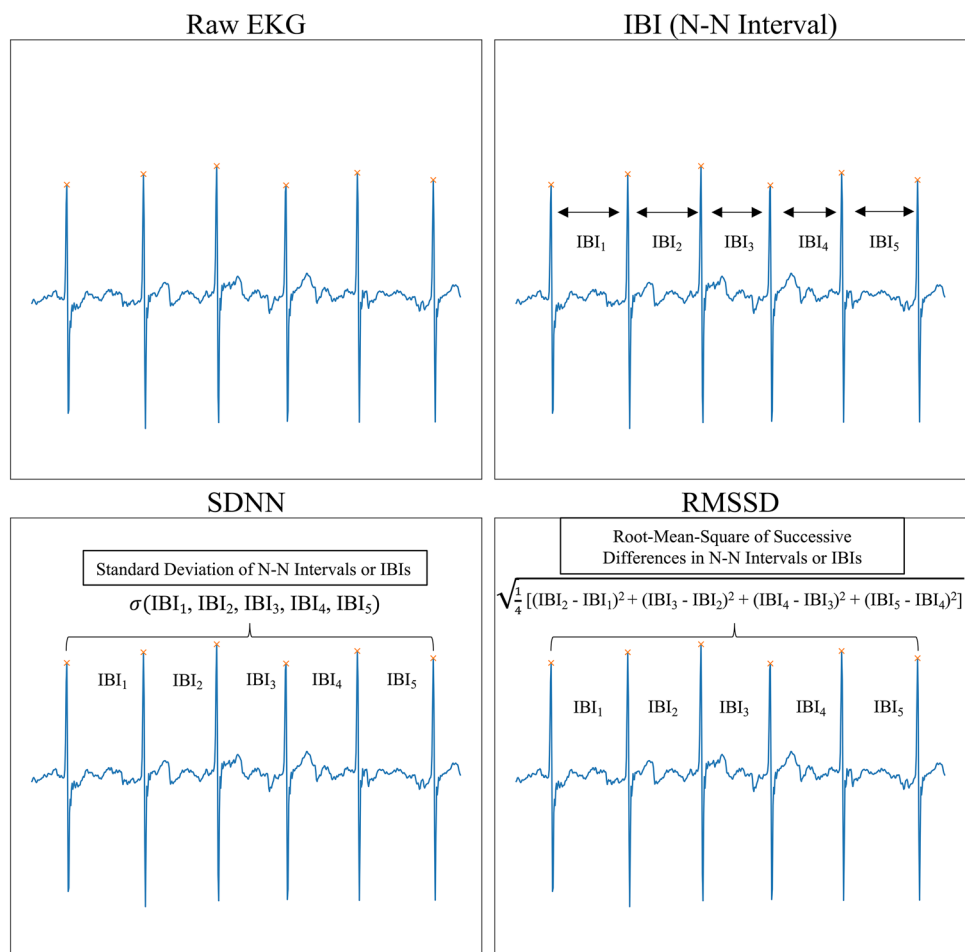 Raw EKG
IBI (N-N Interval)
IBI₁
IBI₂
IBI₃
IBI₄
IBI₅
SDNN
Standard Deviation of N-N Intervals or IBIs
σ(IBI₁, IBI₂, IBI₃, IBI₄, IBI₅)
IBI₁
IBI₂
IBI₃
IBI₄
IBI₅
RMSSD
Root-Mean-Square of Successive
Differences in N-N Intervals or IBIs
√¼ [(IBI₂ - IBI₁)² + (IBI₃ - IBI₂)² + (IBI₄ - IBI₃)² + (IBI₅ - IBI₄)²]
IBI₁
IBI₂
IBI₃
IBI₄
IBI₅